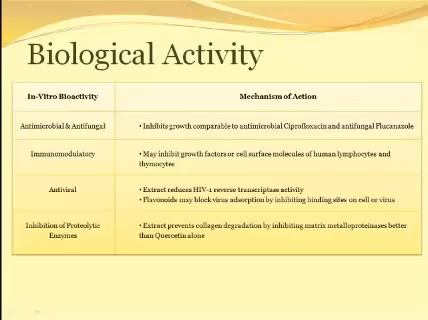 Biological Activity
In-Vitro Bioactivity
Mechanism of Action
Antimicrobial & Antifungal
• Inhibits growth comparable to antimicrobial Ciprofloxacin and antifungal Flucanazole
Immunomodulatory
• May inhibit growth factors or cell surface molecules of human lymphocytes and
thymocytes
Antiviral
• Extract reduces HIV-1 reverse transcriptase activity
• Flavonoids may block virus adsorption by inhibiting binding sites on cell or virus
Inhibition of Proteolytic
Enzymes
• Extract prevents collagen degradation by inhibiting matrix metalloproteinases better
than Quercetin alone